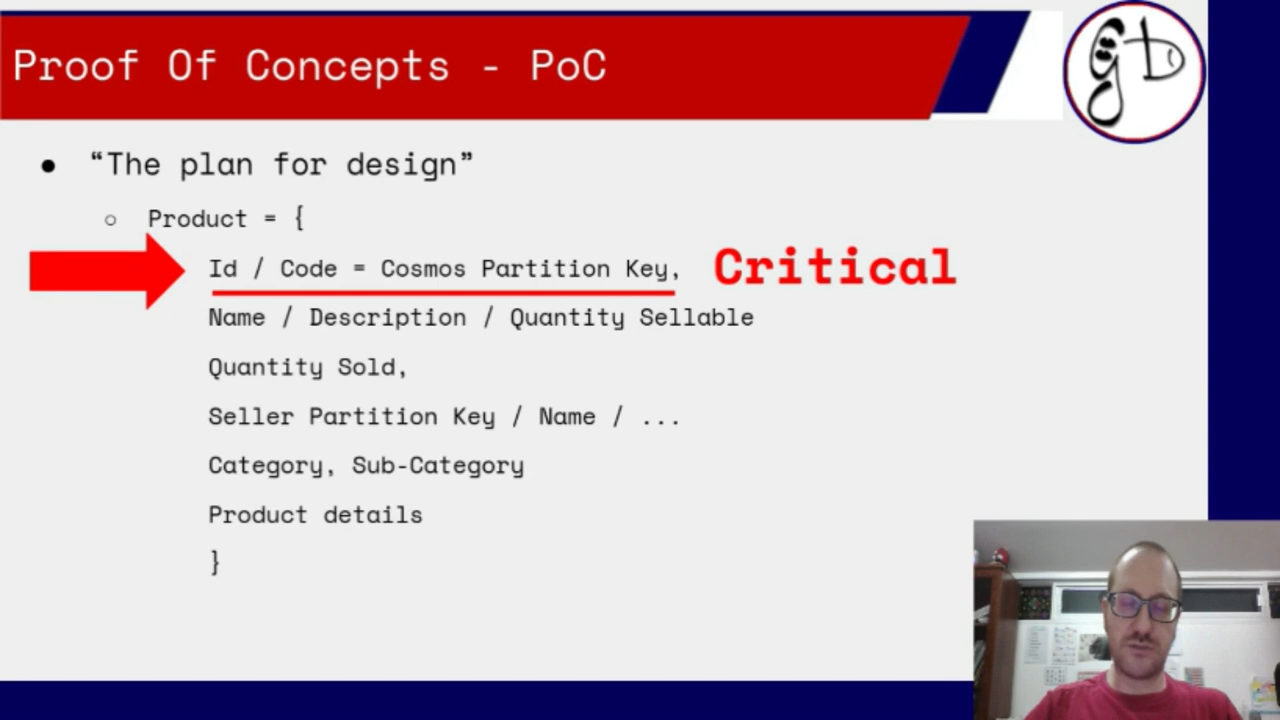 Proof Of Concepts - PoC
● “The plan for design”
○ Product = {
Id / Code = Cosmos Partition Key, Critical
Name / Description / Quantity Sellable
Quantity Sold,
Seller Partition Key / Name / ...
Category, Sub-Category
Product details
}